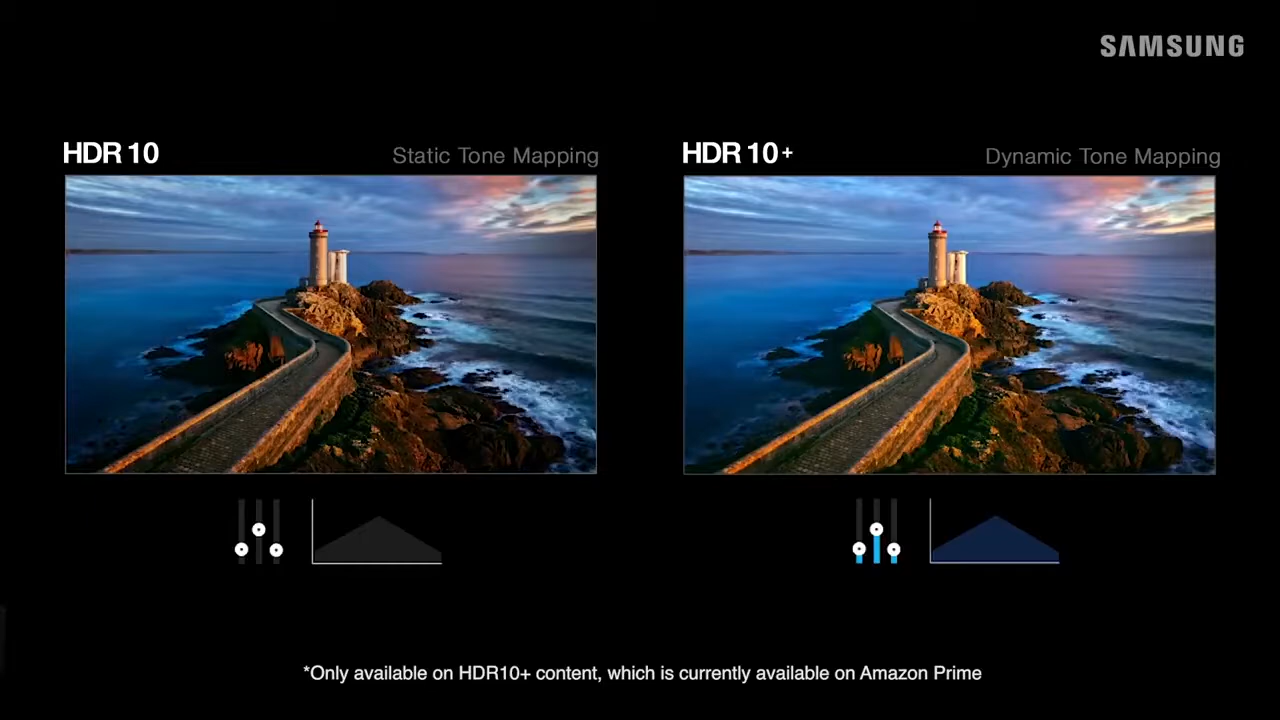 SAMSUNG
HDR 10
Static Tone Mapping
HDR 10+
Dynamic Tone Mapping
*Only available on HDR10+ content, which is currently available on Amazon Prime